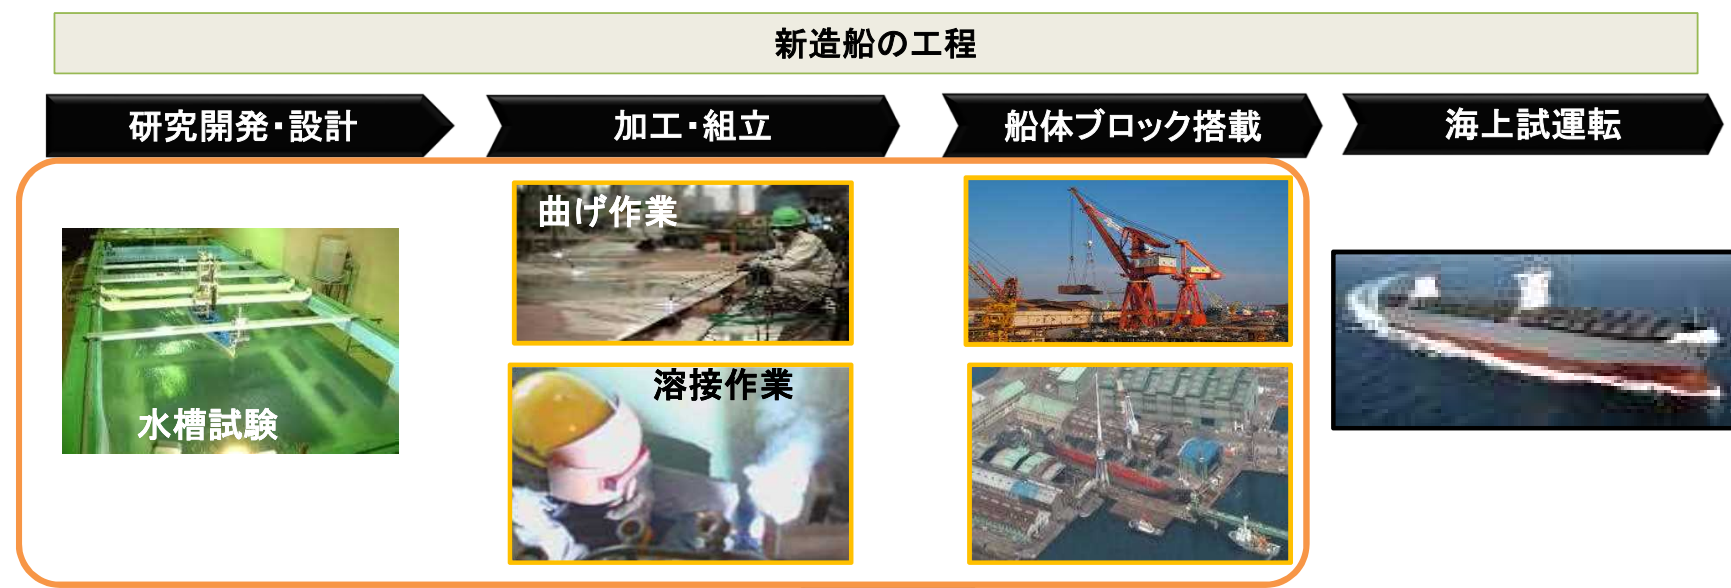 新造船の工程
研究開発・設計
加工・組立
船体ブロック搭載
海上試運転
水槽試験
曲げ作業
溶接作業